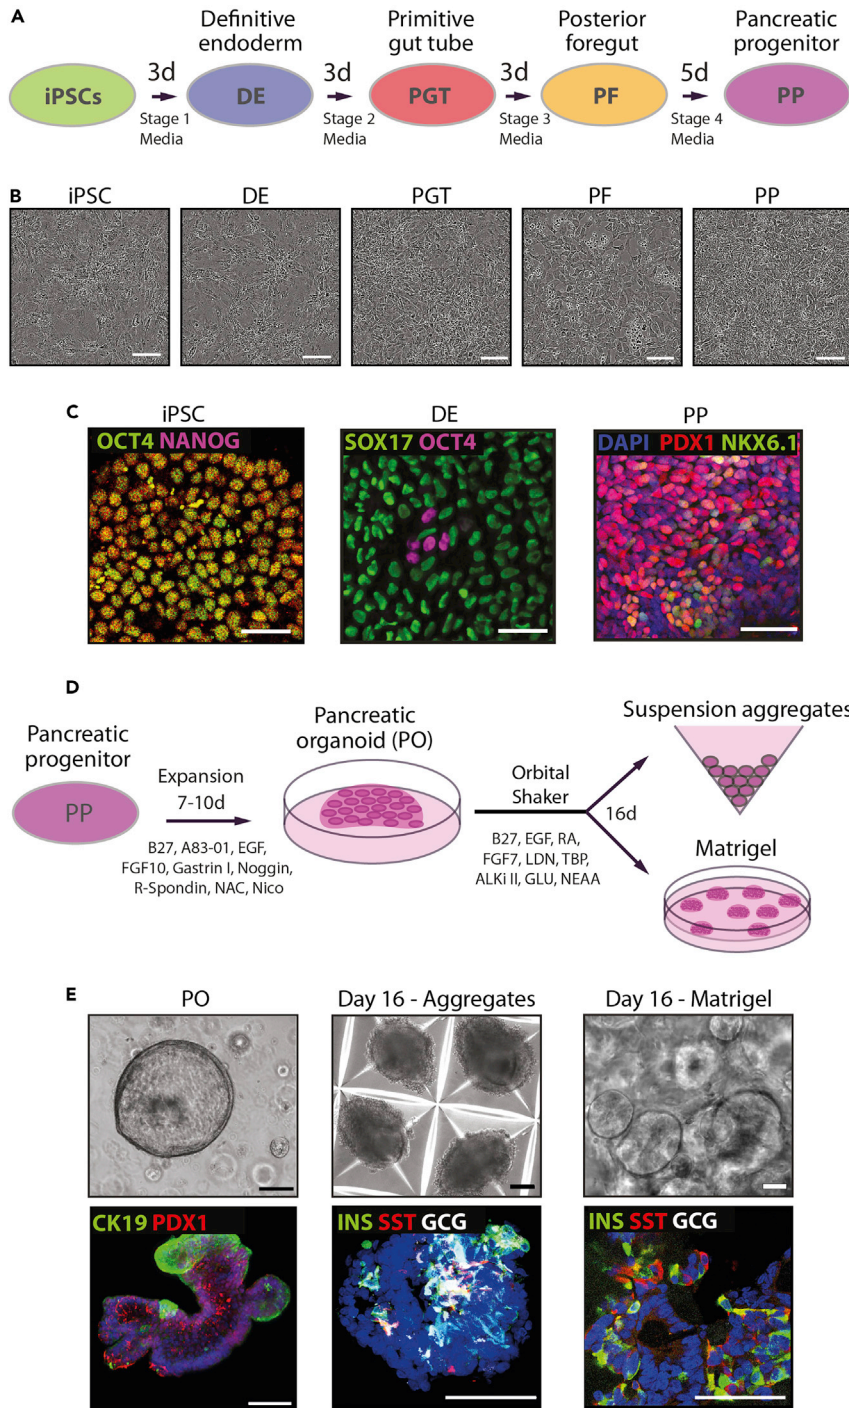 A
Definitive
endoderm
Primitive
gut tube
Posterior
foregut
Pancreatic
progenitor
iPSCs
3d
Stage 1
Media
DE
3d
Stage 2
Media
PGT
3d
Stage 3
Media
PF
5d
Stage 4
Media
PP
B
iPSC
DE
PGT
PF
PP
C
iPSC
DE
PP
OCT4 NANOG
SOX17 OCT4
DAPI PDX1 NKX6.1
D
Pancreatic
progenitor
PP
Expansion
7-10d
B27, A83-01, EGF,
FGF10, Gastrin I, Noggin,
R-Spondin, NAC, Nico
Pancreatic
organoid (PO)
Orbital
Shaker
16d
B27, EGF, RA,
FGF7, LDN, TBP,
ALKi II, GLU, NEAA
Suspension aggregates
Matrigel
E
PO
Day 16 - Aggregates
Day 16 - Matrigel
CK19 PDX1
INS SST GCG
INS SST GCG